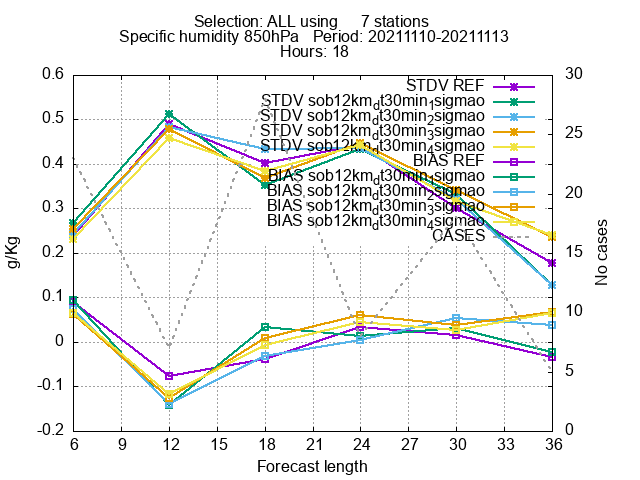 Selection: ALL using 7 stations
Specific humidity 850hPa Period: 20211110-20211113
Hours: 18
0.6
0.5
0.4
0.3
0.2
0.1
0
-0.1
-0.2
g/Kg
STDV REF
STDV sob12km_dt30min_1sigmao
STDV sob12km_dt30min_2sigmao
STDV sob12km_dt30min_3sigmao
STDV sob12km_dt30min_4sigmao
BIAS REF
BIAS sob12km_dt30min_1sigmao
BIAS sob12km_dt30min_2sigmao
BIAS sob12km_dt30min_3sigmao
BIAS sob12km_dt30min_4sigmao
CASES
30
25
20
15
10
5
0
No cases
6 9 12 15 18 21 24 27 30 33 36
Forecast length